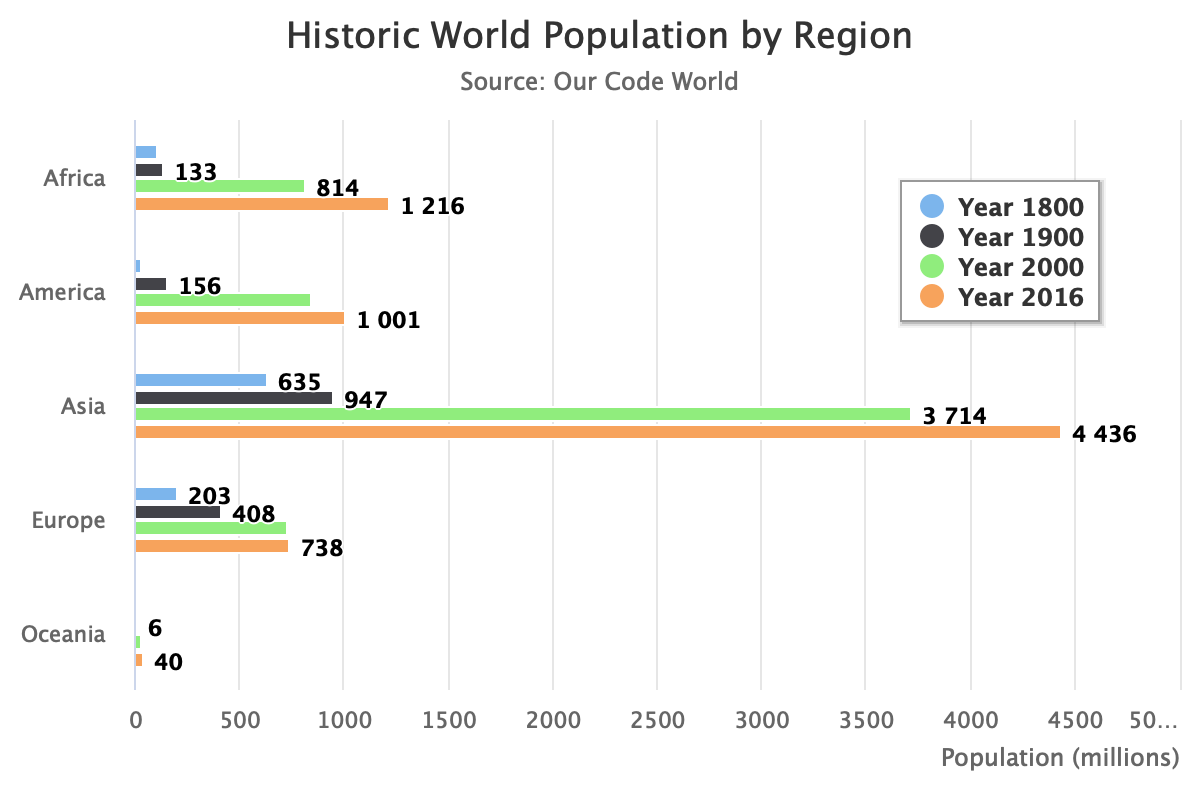 Historic World Population by Region
Source: Our Code World
Africa
133
814
1 216
Year 1800
Year 1900
Year 2000
Year 2016
America
156
1 001
Asia
635
947
3 714
4 436
Europe
203
408
738
Oceania
6
40
0 500 1000 1500 2000 2500 3000 3500 4000 4500 50...
Population (millions)